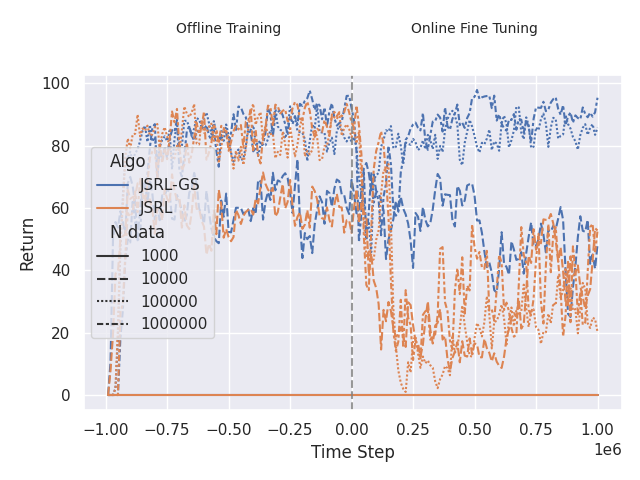 Offline Training Online Fine Tuning
100
80
60
40
20
0
Return
Algo
JSRL-GS
JSRL
N data
1000
10000
100000
1000000
−1.00 −0.75 −0.50 −0.25 0.00 0.25 0.50 0.75 1.00
1e6
Time Step